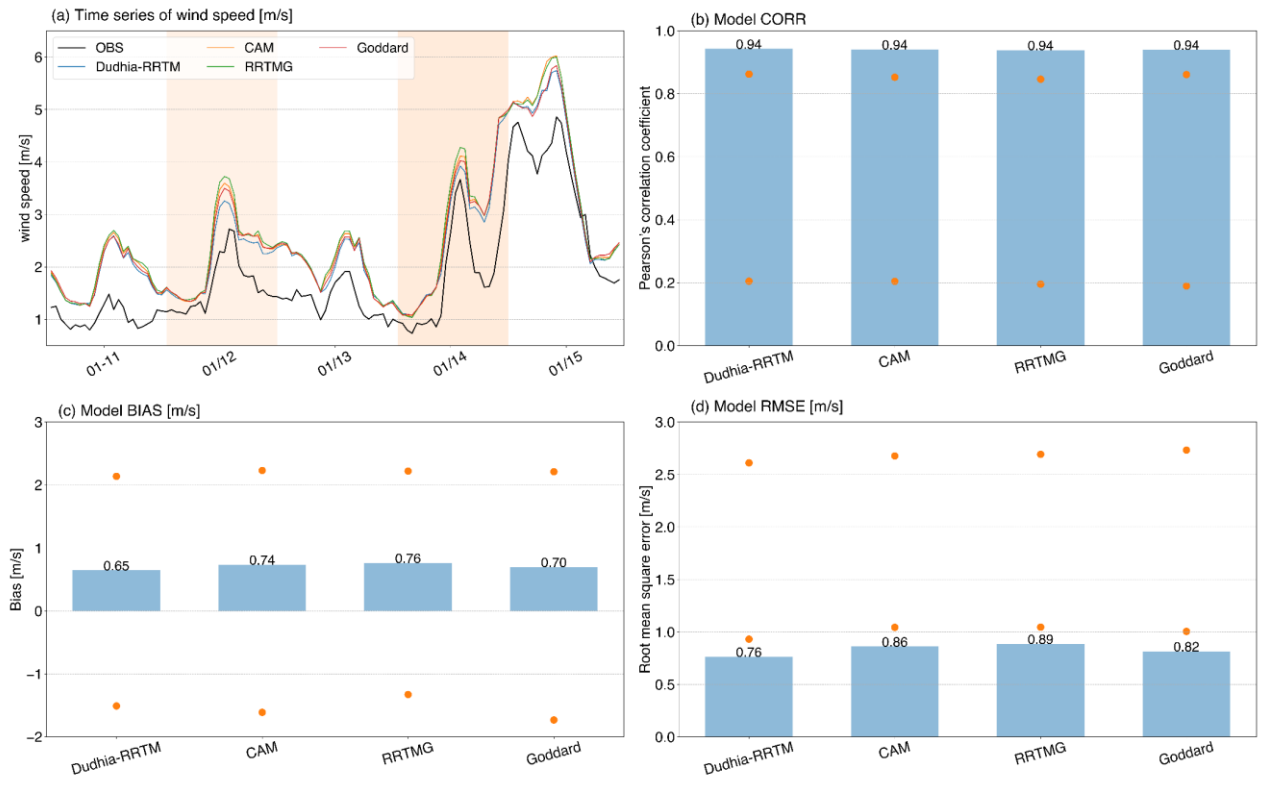 (a) Time series of wind speed [m/s]
OBS
CAM
Goddard
Dudhia-RRTM
RRTMG
wind speed [m/s]
6
5
4
3
2
1
01-11
01/12
01/13
01/14
01/15
(b) Model CORR
Pearson's correlation coefficient
1.0
0.8
0.6
0.4
0.2
0.0
0.94
0.94
0.94
0.94
Dudhia-RRTM
CAM
RRTMG
Goddard
(c) Model BIAS [m/s]
Bias [m/s]
3
2
1
0
−1
−2
0.65
0.74
0.76
0.70
Dudhia-RRTM
CAM
RRTMG
Goddard
(d) Model RMSE [m/s]
Root mean square error [m/s]
3.0
2.5
2.0
1.5
1.0
0.5
0.0
0.76
0.86
0.89
0.82
Dudhia-RRTM
CAM
RRTMG
Goddard